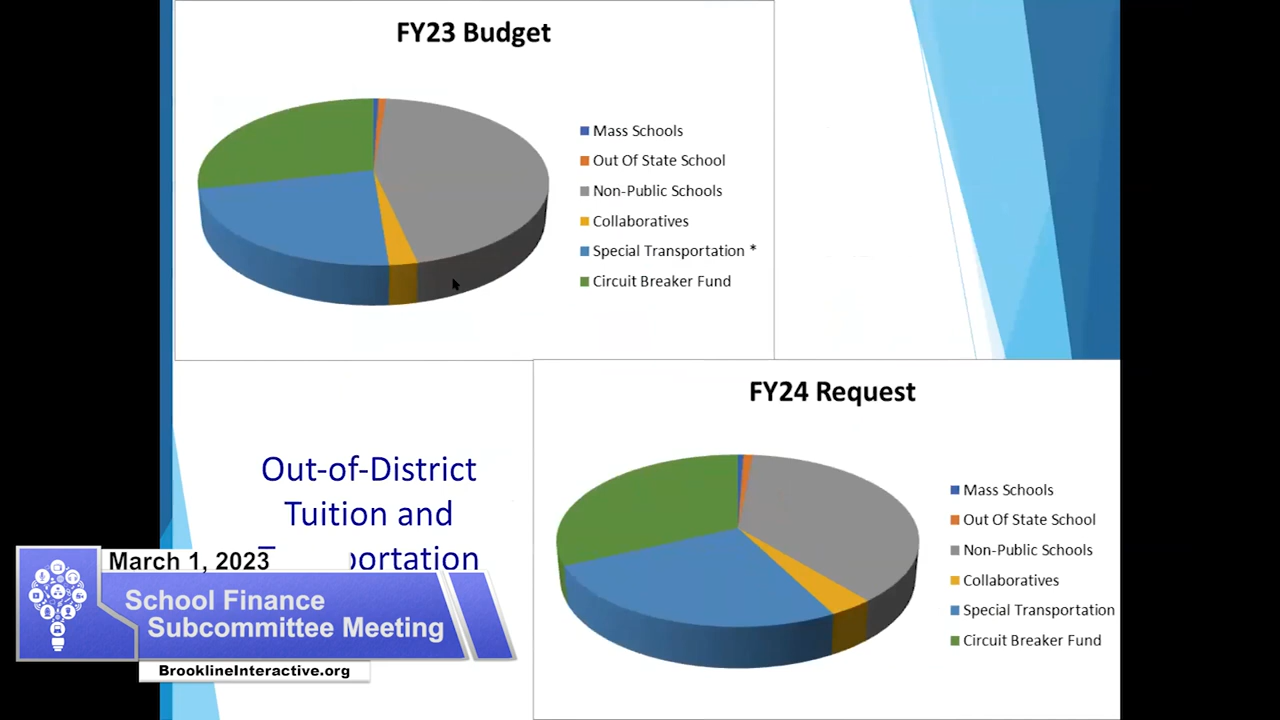 FY23 Budget
Mass Schools
Out Of State School
Non-Public Schools
Collaboratives
Special Transportation *
Circuit Breaker Fund
FY24 Request
Mass Schools
Out Of State School
Non-Public Schools
Collaboratives
Special Transportation
Circuit Breaker Fund
Out-of-District
Tuition and
portation
March 1, 2023
School Finance
Subcommittee Meeting
BrooklineInteractive.org